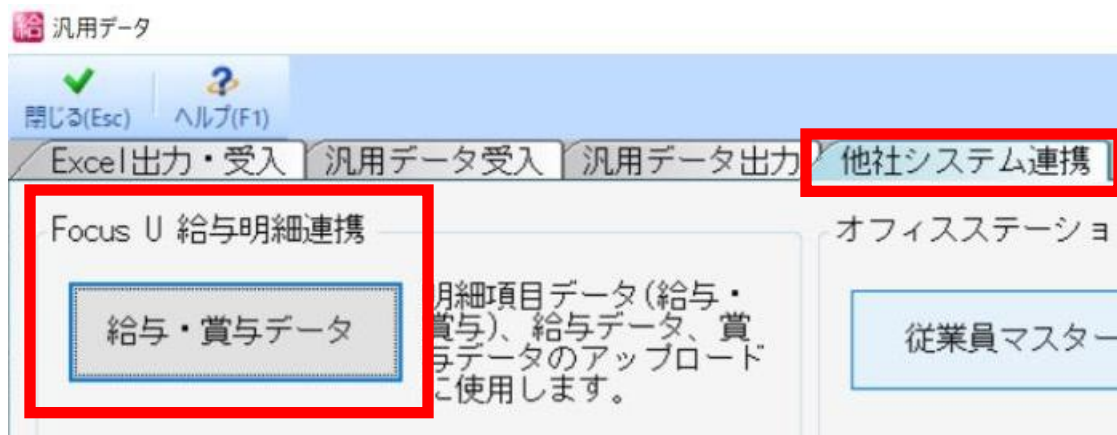 給 汎用データ
閉じる(Esc) ヘルプ(F1)
Excel出力・受入 汎用データ受入 汎用データ出力 他社システム連携
Focus U 給与明細連携
オフィスステーショ
給与・賞与データ
明細項目データ(給与・
賞与)、給与データ、賞
与データのアップロード
に使用します。
従業員マスター